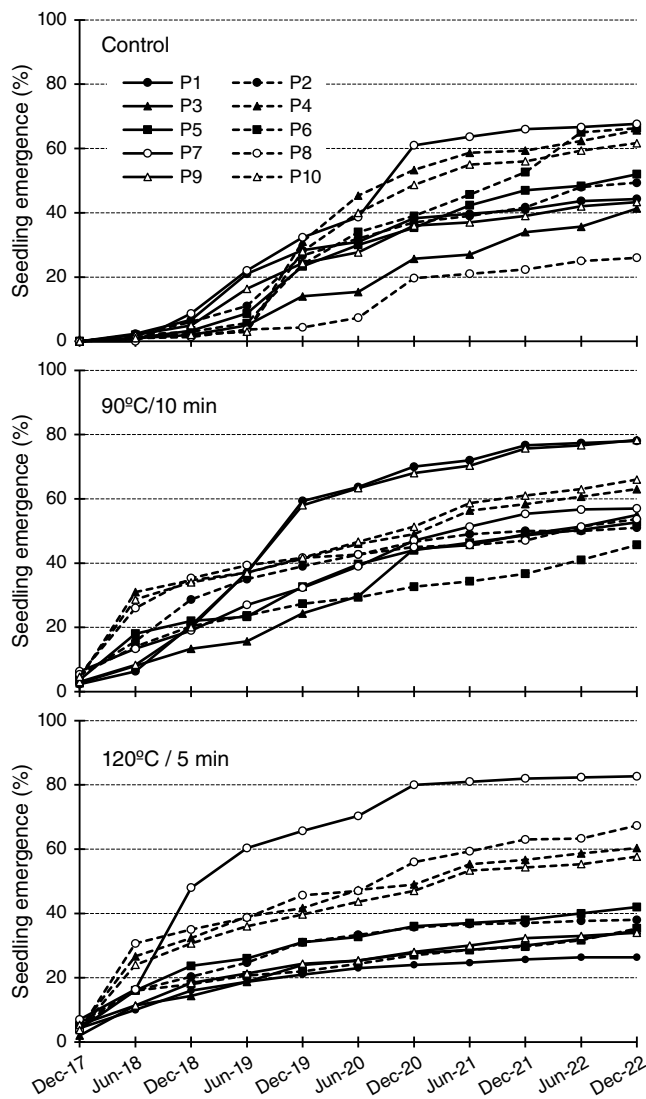 100
80
60
40
20
0
Seedling emergence (%)
Control
P1 P2
P3 P4
P5 P6
P7 P8
P9 P10
100
80
60
40
20
0
Seedling emergence (%)
90ºC/10 min
100
80
60
40
20
0
Seedling emergence (%)
120ºC / 5 min
Dec-17 Jun-18 Dec-18 Jun-19 Dec-19 Jun-20 Dec-20 Jun-21 Dec-21 Jun-22 Dec-22